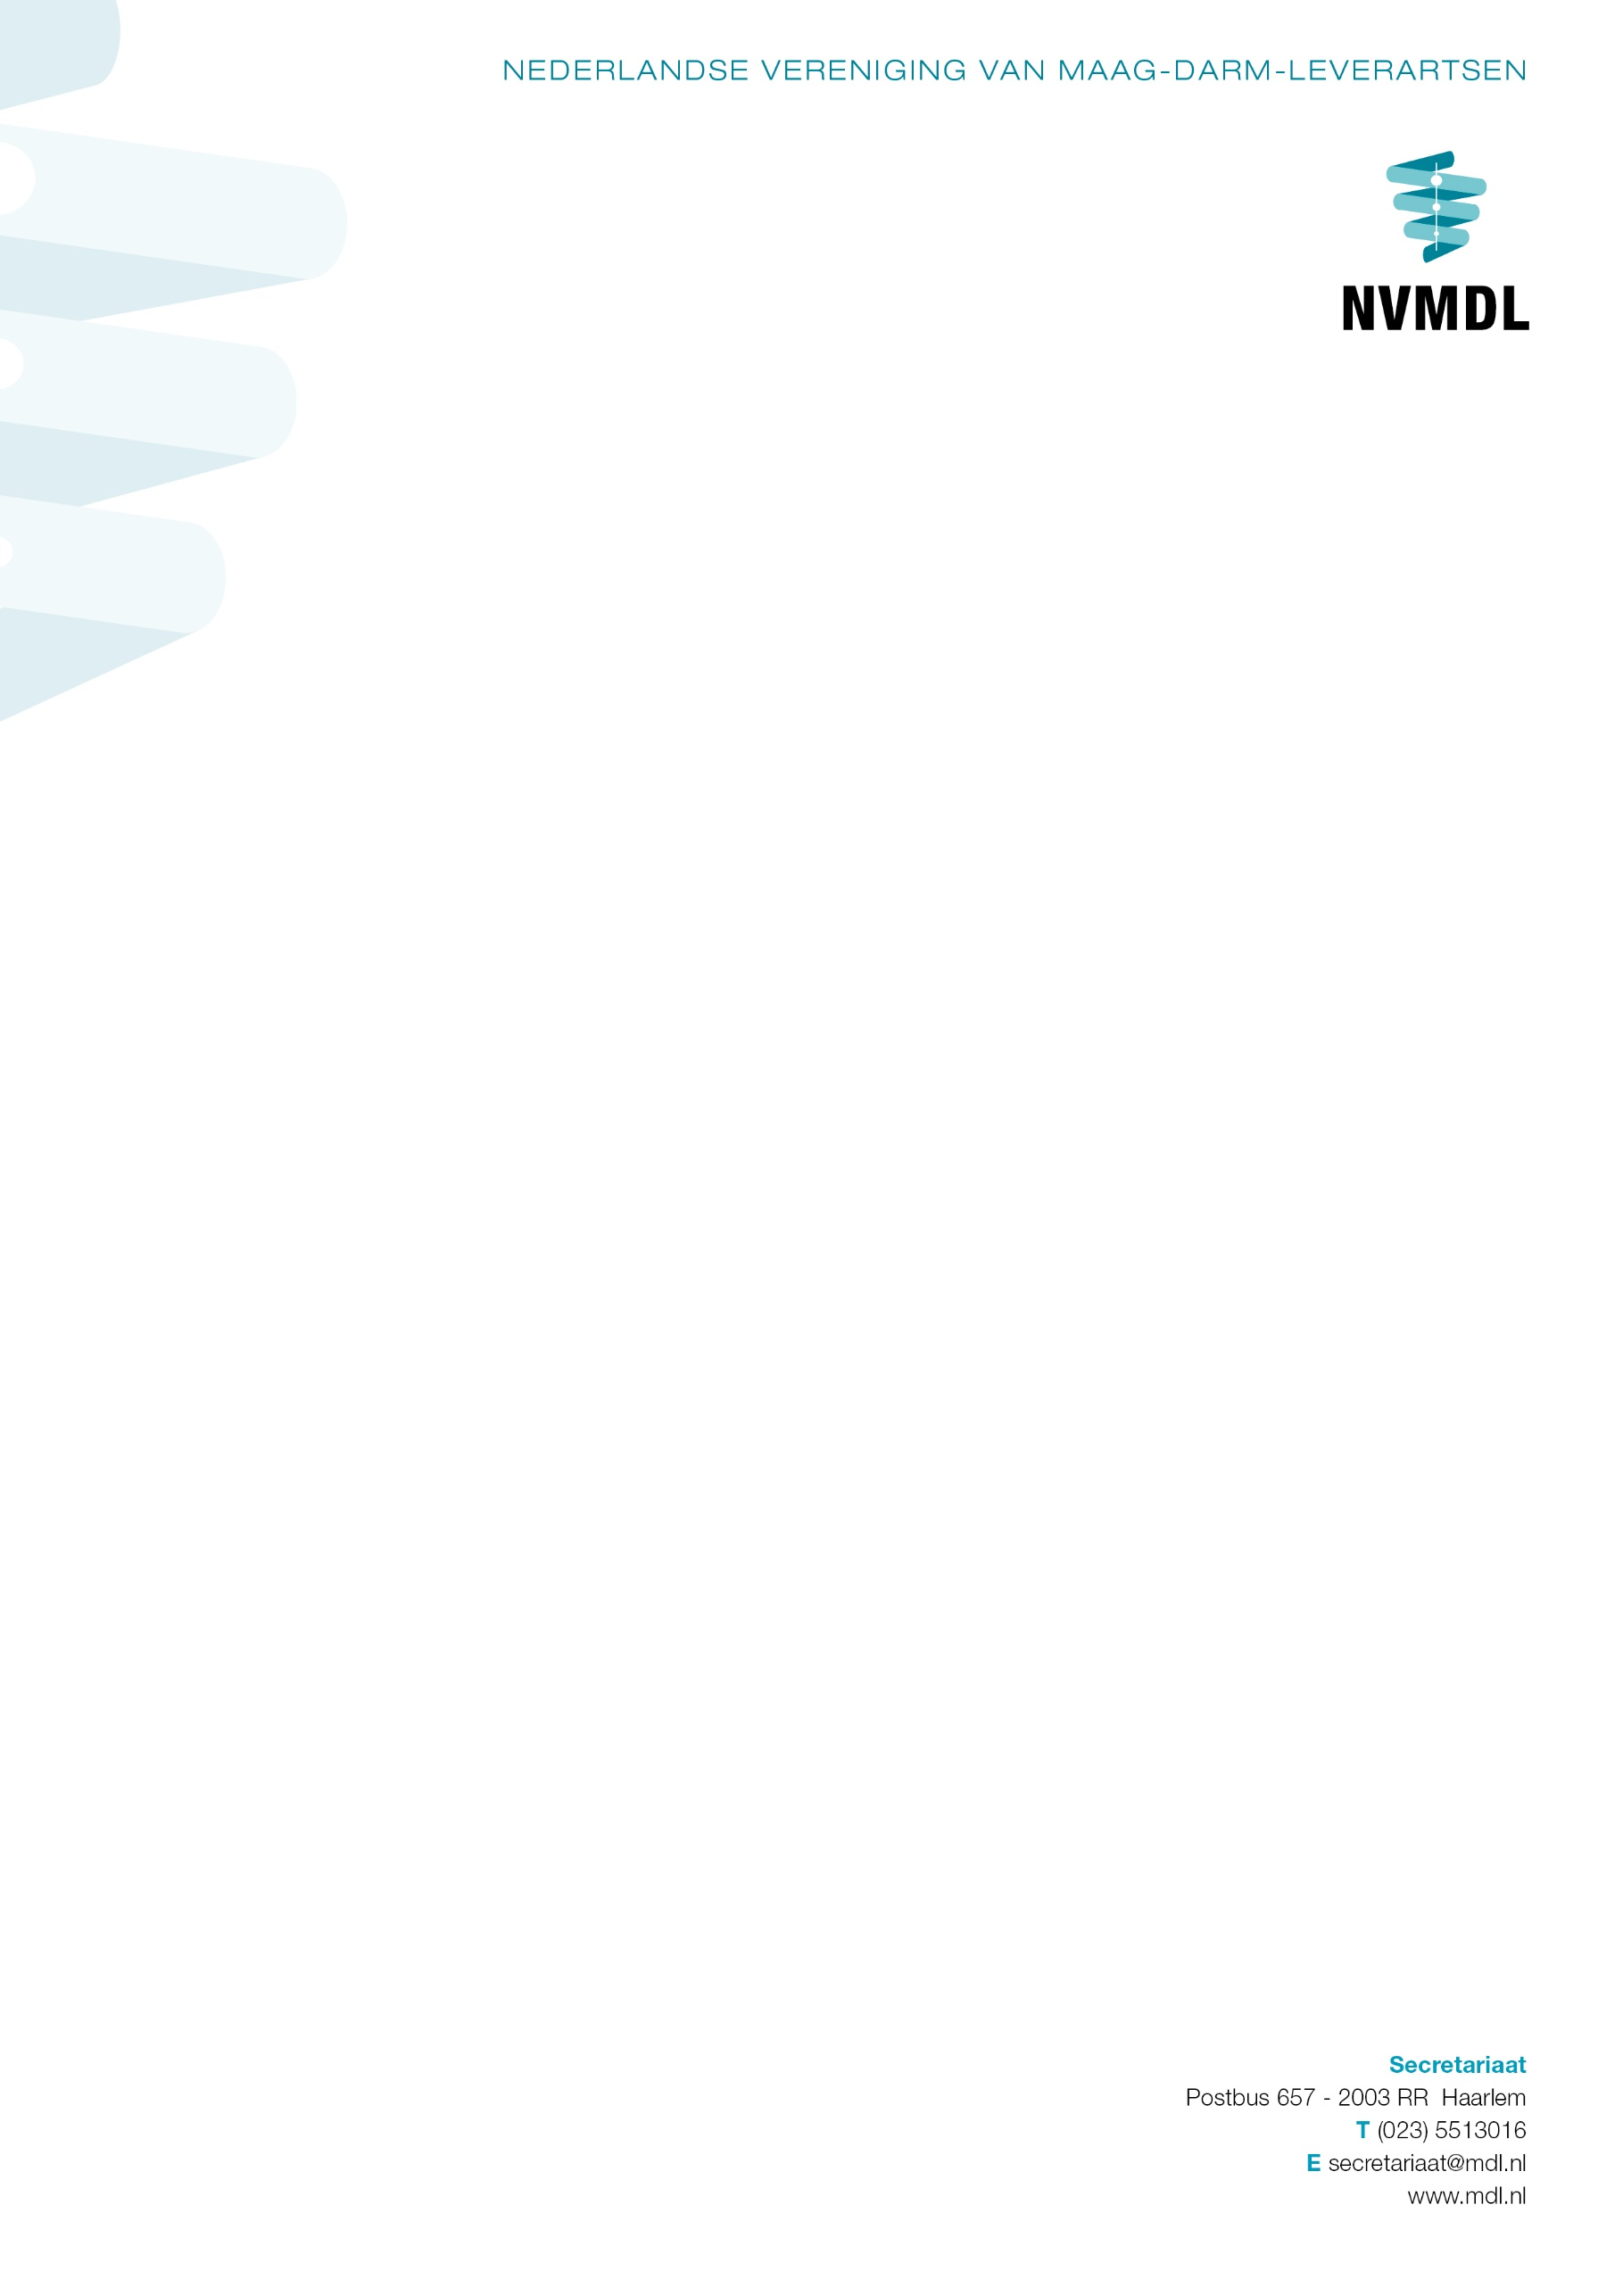 NEDERLANDSE VERENIGING VAN MAAG-DARM-LEVERARTSEN
NVMDL
Secretariaat
Postbus 657 - 2003 RR  Haarlem
T (023) 5513016
E secretariaat@mdl.nl
www.mdl.nl